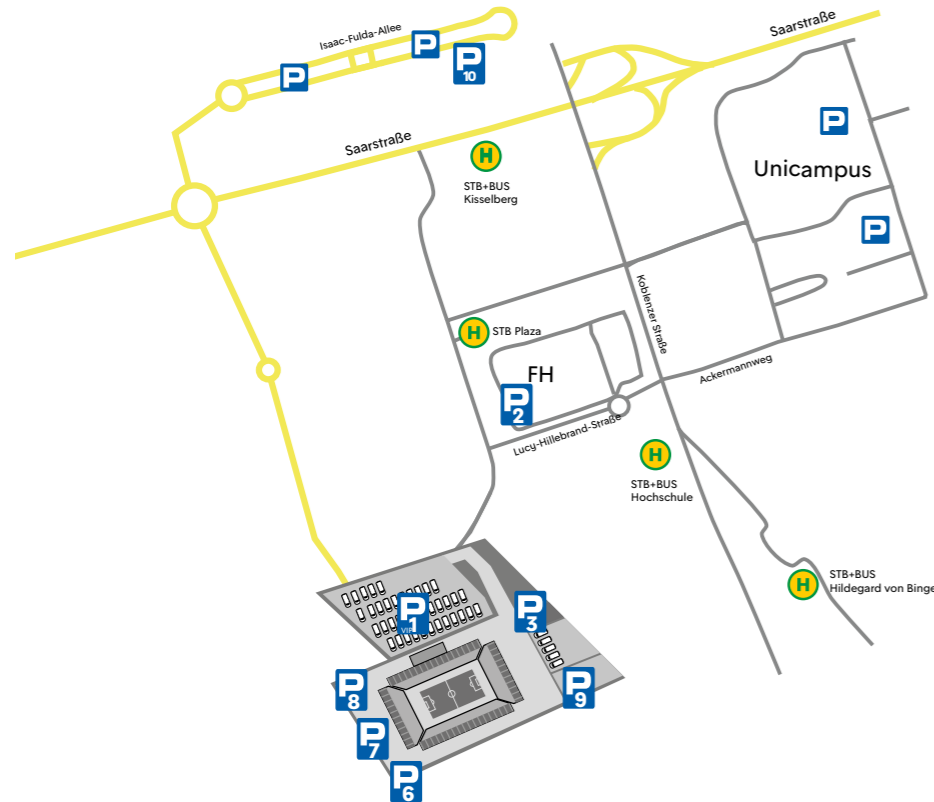 Isaac-Fulda-Allee
Saarstraße
P
P
P
10
Saarstraße
P
H
STB+BUS
Kisselberg
Unicampus
P
Koblenzer Straße
H
STB Plaza
FH
Ackermannweg
P
2
Lucy-Hillebrand-Straße
H
STB+BUS
Hochschule
H
STB+BUS
Hildegard von Binge
P
1
VIP
P
3
P
8
P
9
P
7
P
6